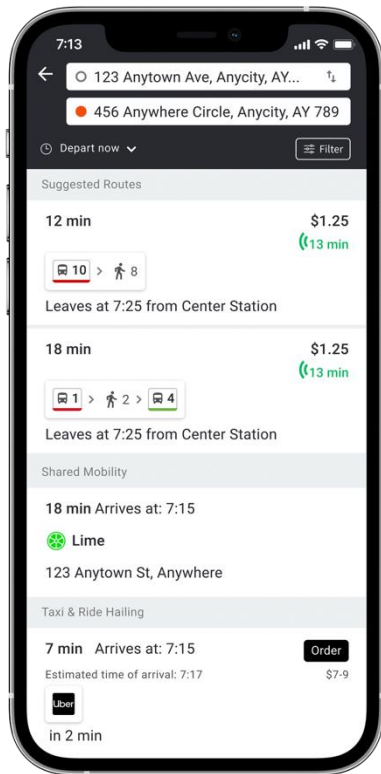 7:13
123 Anytown Ave, Anycity, AY...
456 Anywhere Circle, Anycity, AY 789
Depart now
Filter
Suggested Routes
12 min $1.25
13 min
10 > 8
Leaves at 7:25 from Center Station
18 min $1.25
13 min
1 > 2 > 4
Leaves at 7:25 from Center Station
Shared Mobility
18 min Arrives at: 7:15
Lime
123 Anytown St, Anywhere
Taxi & Ride Hailing
7 min Arrives at: 7:15 Order
Estimated time of arrival: 7:17 $7-9
Uber
in 2 min